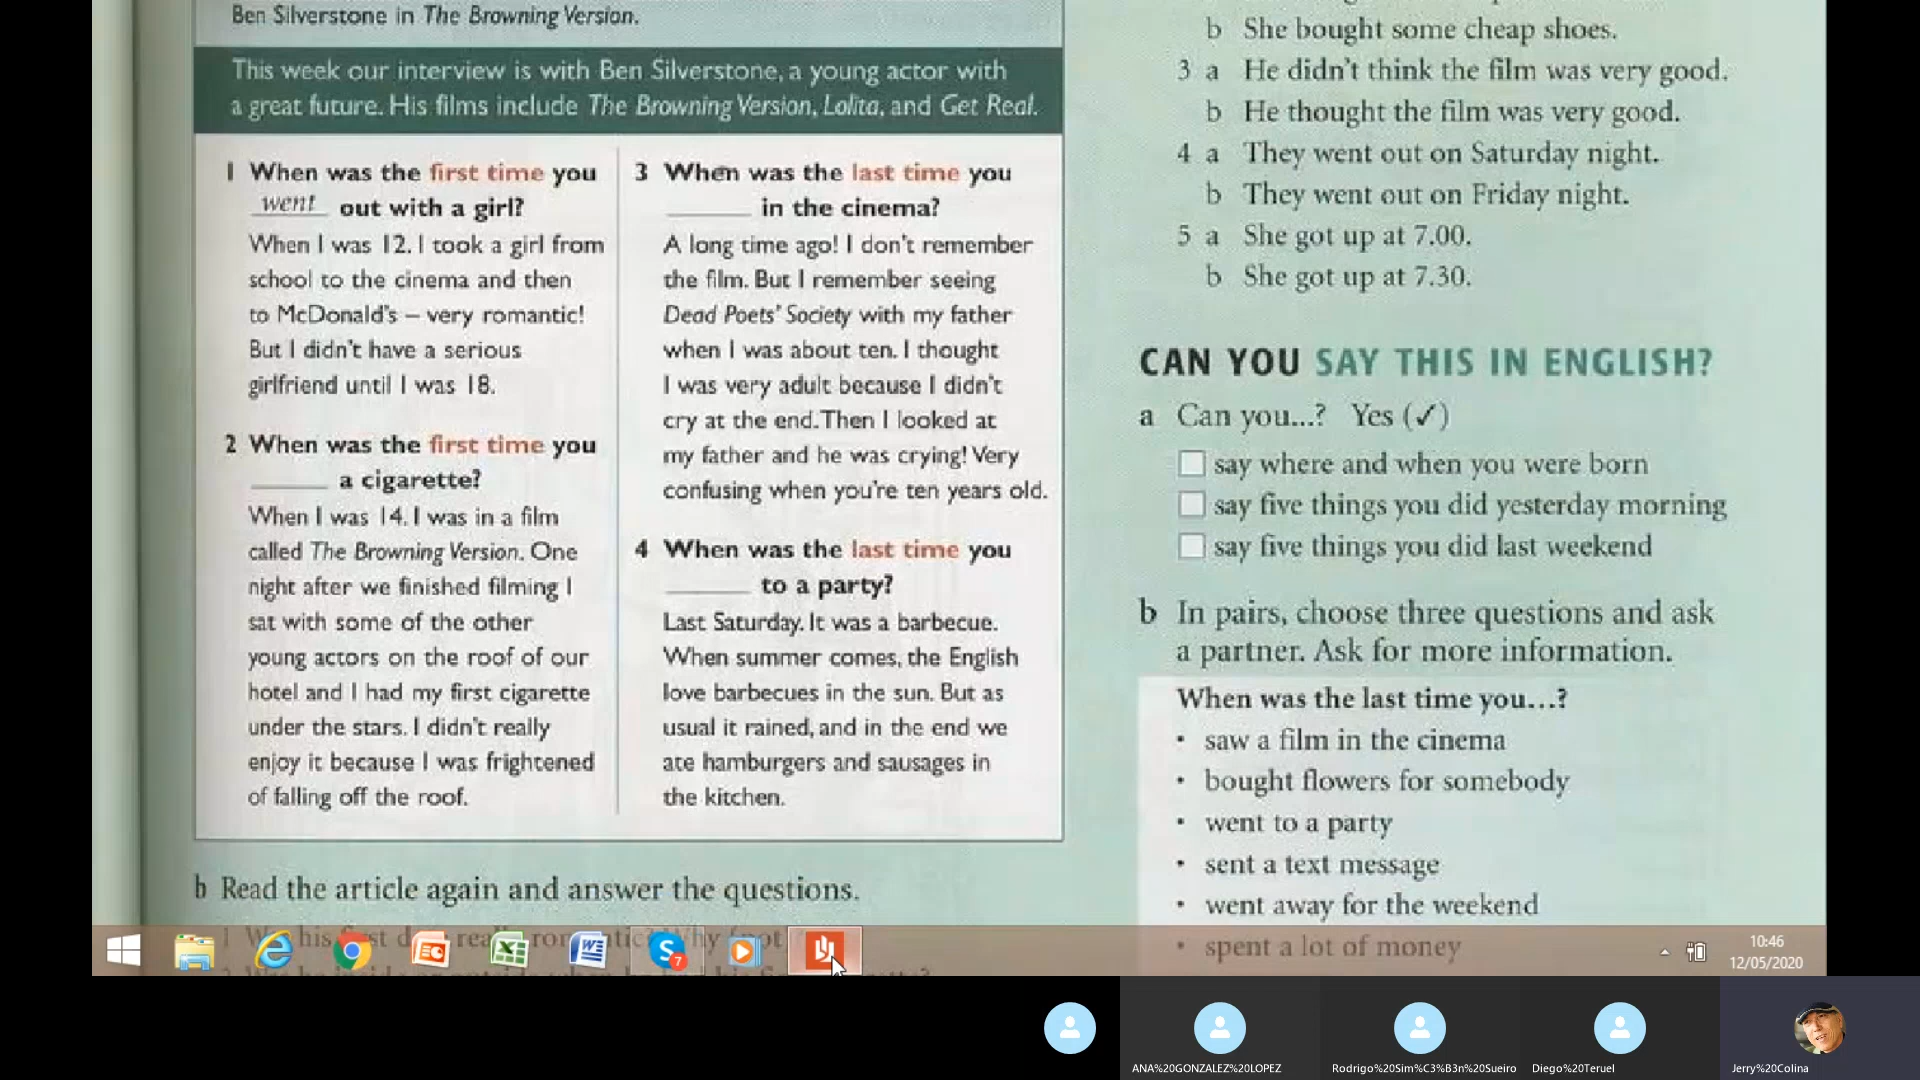 Ben Silverstone in The Browning Version.
This week our interview is with Ben Silverstone, a young actor with
a great future. His films include The Browning Version, Lolita, and Get Real.
1 When was the first time you
went out with a girl?
When I was 12. I took a girl from
school to the cinema and then
to McDonald's – very romantic!
But I didn't have a serious
girlfriend until I was 18.
2 When was the first time you
______ a cigarette?
When I was 14. I was in a film
called The Browning Version. One
night after we finished filming I
sat with some of the other
young actors on the roof of our
hotel and I had my first cigarette
under the stars. I didn't really
enjoy it because I was frightened
of falling off the roof.
3 When was the last time you
______ in the cinema?
A long time ago! I don't remember
the film. But I remember seeing
Dead Poets' Society with my father
when I was about ten. I thought
I was very adult because I didn't
cry at the end. Then I looked at
my father and he was crying! Very
confusing when you're ten years old.
4 When was the last time you
______ to a party?
Last Saturday. It was a barbecue.
When summer comes, the English
love barbecues in the sun. But as
usual it rained, and in the end we
ate hamburgers and sausages in
the kitchen.
b Read the article again and answer the questions.
b She bought some cheap shoes.
3 a He didn't think the film was very good.
b He thought the film was very good.
4 a They went out on Saturday night.
b They went out on Friday night.
5 a She got up at 7.00.
b She got up at 7.30.
CAN YOU SAY THIS IN ENGLISH?
a Can you...? Yes (✓)
say where and when you were born
say five things you did yesterday morning
say five things you did last weekend
b In pairs, choose three questions and ask
a partner. Ask for more information.
When was the last time you...?
• saw a film in the cinema
• bought flowers for somebody
• went to a party
• sent a text message
• went away for the weekend
• spent a lot of money
7
10:46
12/05/2020
ANA%20GONZALEZ%20LOPEZ
Rodrigo%20Sim%C3%B3n%20Sueiro
Diego%20Teruel
Jerry%20Colina